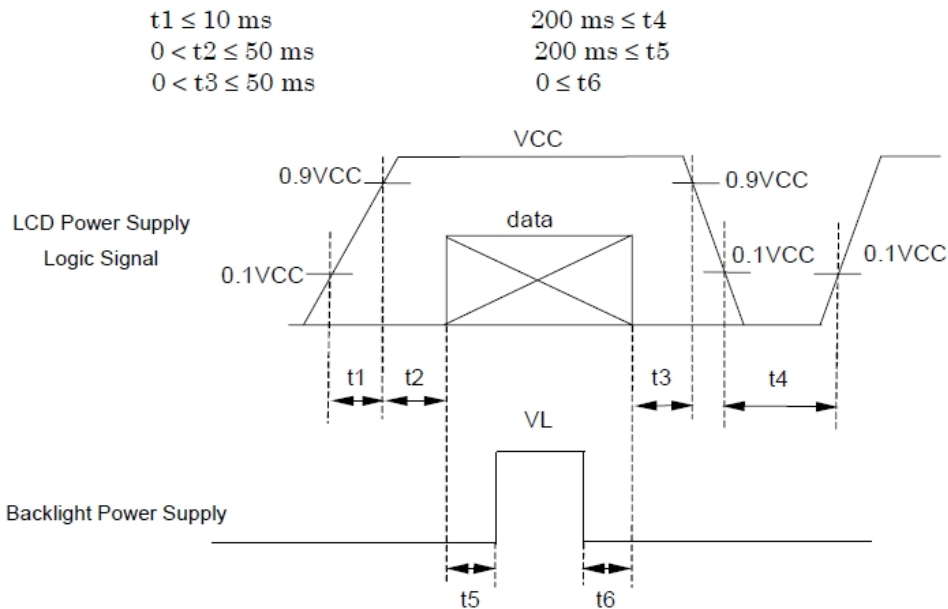 t1 ≤ 10 ms 200 ms ≤ t4
0 < t2 ≤ 50 ms 200 ms ≤ t5
0 < t3 ≤ 50 ms 0 ≤ t6
VCC
0.9VCC 0.9VCC
LCD Power Supply
Logic Signal
data
0.1VCC 0.1VCC 0.1VCC
t1 t2 t3 t4
VL
Backlight Power Supply
t5 t6